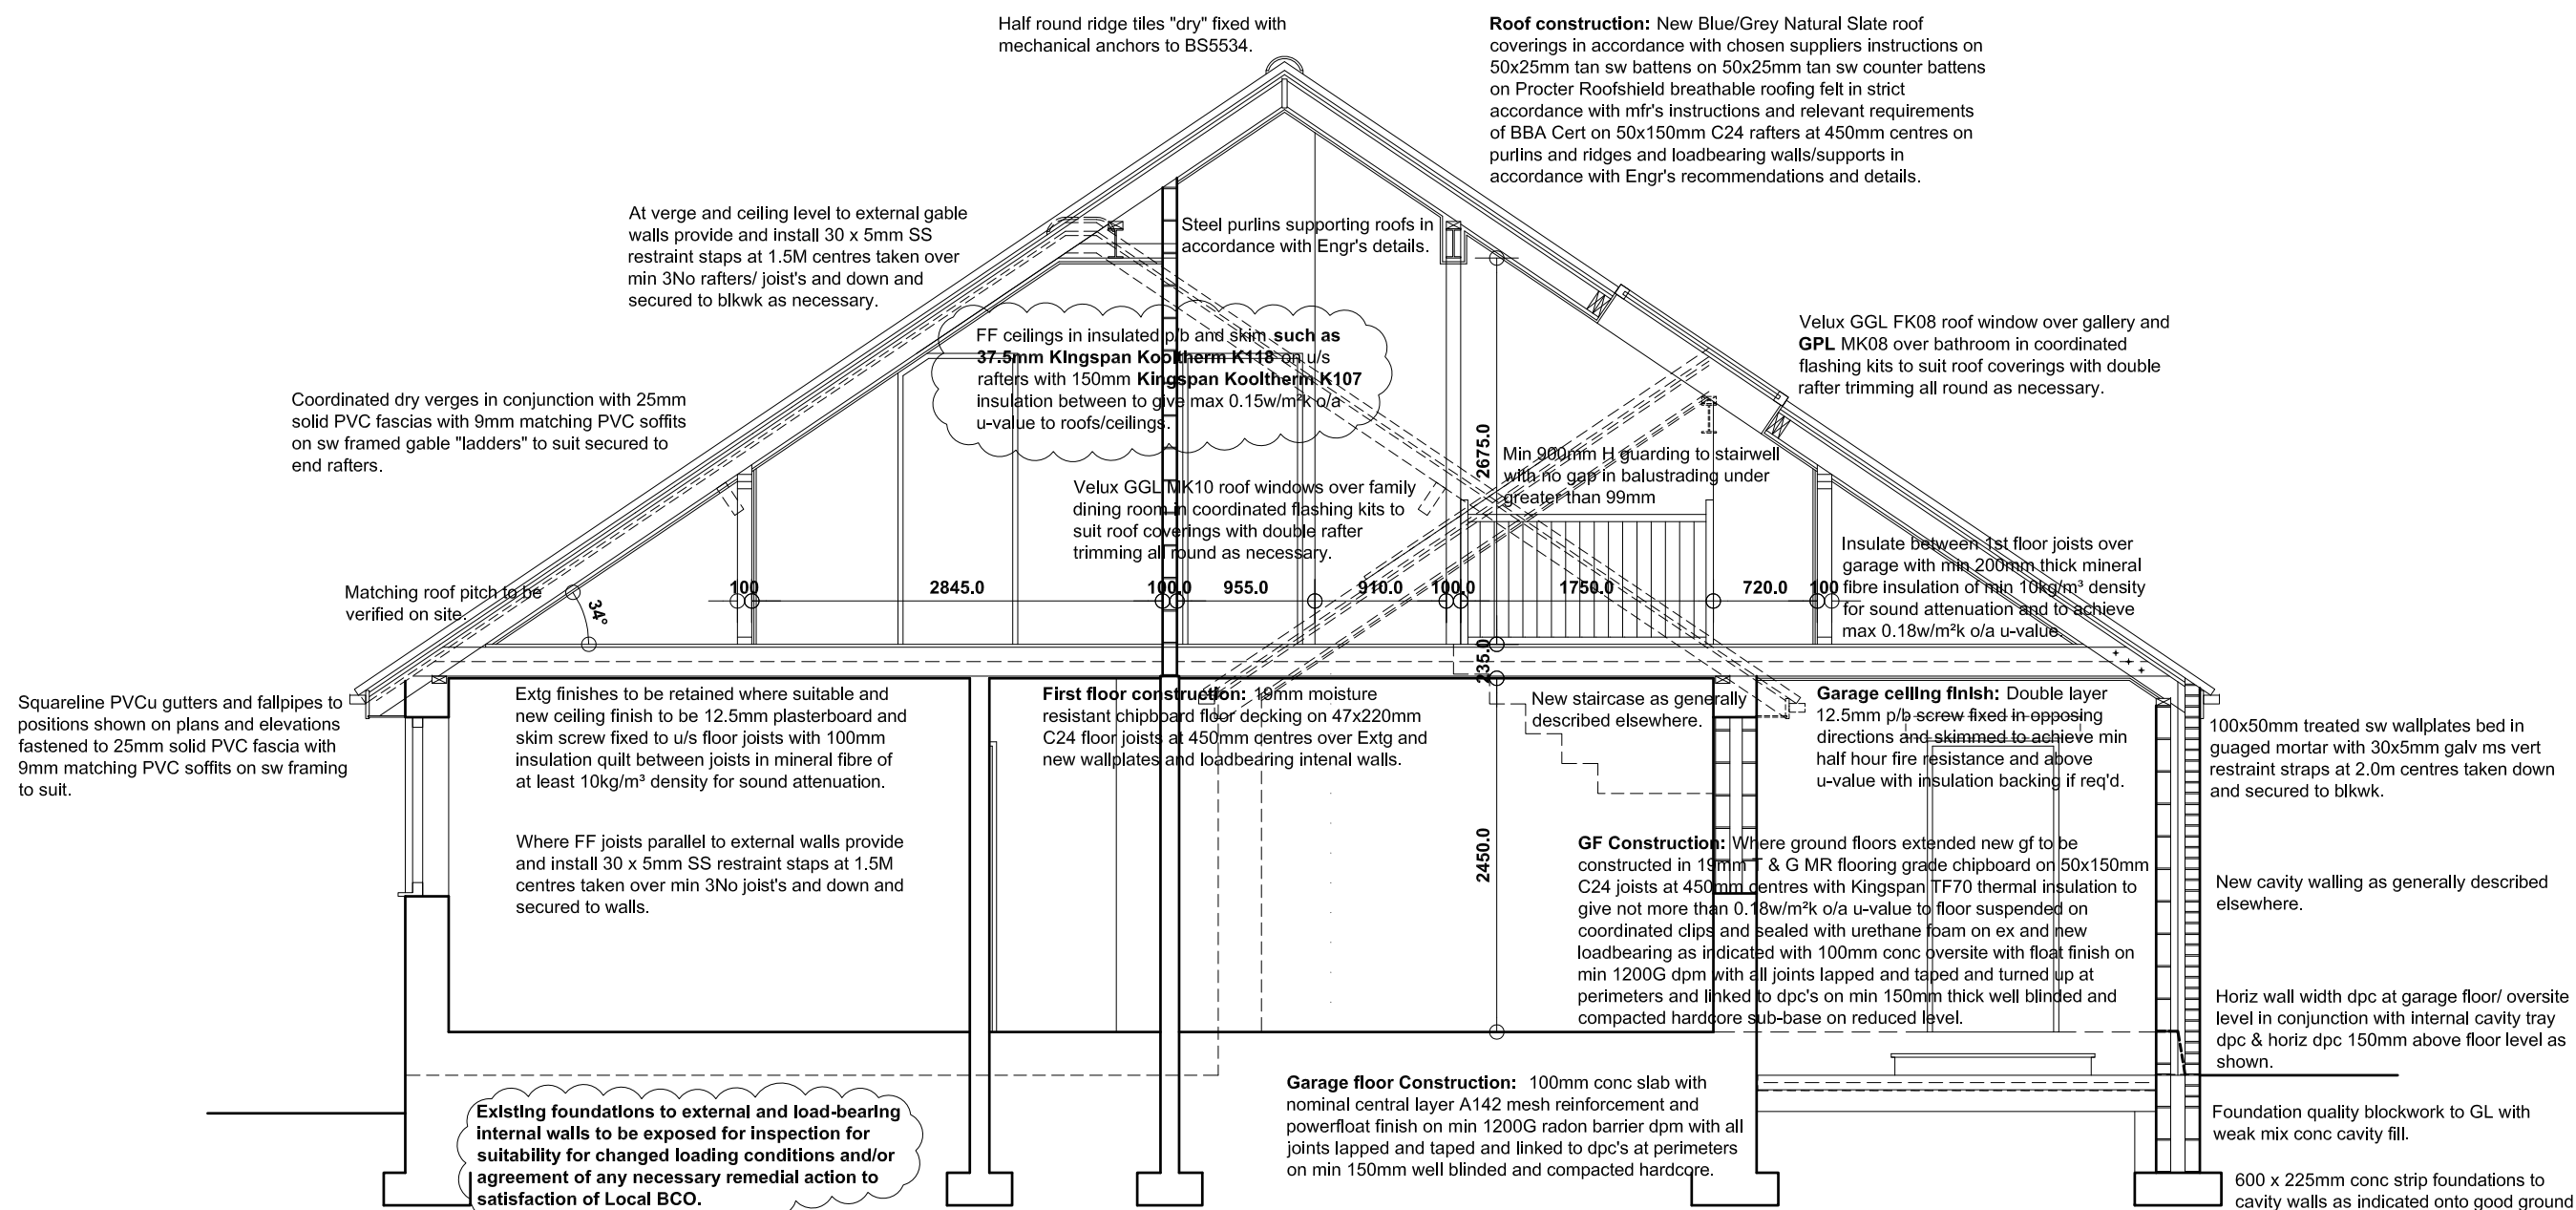 Half round ridge tiles "dry" fixed with
mechanical anchors to BS5534.
Roof construction: New Blue/Grey Natural Slate roof
coverings in accordance with chosen suppliers instructions on
50x25mm tan sw battens on 50x25mm tan sw counter battens
on Procter Roofshield breathable roofing felt in strict
accordance with mfr's instructions and relevant requirements
of BBA Cert on 50x150mm C24 rafters at 450mm centres on
purlins and ridges and loadbearing walls/supports in
accordance with Engr's recommendations and details.
At verge and ceiling level to external gable
walls provide and install 30 x 5mm SS
restraint staps at 1.5M centres taken over
min 3No rafters/ joist's and down and
secured to blkwk as necessary.
Steel purlins supporting roofs in
accordance with Engr's details.
FF ceilings in insulated p/b and skim such as
37.5mm Kingspan Kooltherm K118 on u/s
rafters with 150mm Kingspan Kooltherm K107
insulation between to give max 0.15w/m²k o/a
u-value to roofs/ceilings.
Velux GGL FK08 roof window over gallery and
GPL MK08 over bathroom in coordinated
flashing kits to suit roof coverings with double
rafter trimming all round as necessary.
Coordinated dry verges in conjunction with 25mm
solid PVC fascias with 9mm matching PVC soffits
on sw framed gable "ladders" to suit secured to
end rafters.
2675.0
Min 900mm H guarding to stairwell
with no gap in balustrading under
greater than 99mm
Velux GGL MK10 roof windows over family
dining room in coordinated flashing kits to
suit roof coverings with double rafter
trimming all round as necessary.
Insulate between 1st floor joists over
garage with min 200mm thick mineral
fibre insulation of min 10kg/m³ density
for sound attenuation and to achieve
max 0.18w/m²k o/a u-value.
Matching roof pitch to be
verified on site.
34°
100 2845.0 100.0 955.0 910.0 100.0 1750.0 720.0 100
235.0
Squareline PVCu gutters and fallpipes to
positions shown on plans and elevations
fastened to 25mm solid PVC fascia with
9mm matching PVC soffits on sw framing
to suit.
Extg finishes to be retained where suitable and
new ceiling finish to be 12.5mm plasterboard and
skim screw fixed to u/s floor joists with 100mm
insulation quilt between joists in mineral fibre of
at least 10kg/m³ density for sound attenuation.
Where FF joists parallel to external walls provide
and install 30 x 5mm SS restraint staps at 1.5M
centres taken over min 3No joist's and down and
secured to walls.
First floor construction: 19mm moisture
resistant chipboard floor decking on 47x220mm
C24 floor joists at 450mm centres over Extg and
new wallplates and loadbearing intenal walls.
New staircase as generally
described elsewhere.
Garage ceiling finish: Double layer
12.5mm p/b screw fixed in opposing
directions and skimmed to achieve min
half hour fire resistance and above
u-value with insulation backing if req'd.
100x50mm treated sw wallplates bed in
guaged mortar with 30x5mm galv ms vert
restraint straps at 2.0m centres taken down
and secured to blkwk.
2450.0
GF Construction: Where ground floors extended new gf to be
constructed in 19mm T & G MR flooring grade chipboard on 50x150mm
C24 joists at 450mm centres with Kingspan TF70 thermal insulation to
give not more than 0.18w/m²k o/a u-value to floor suspended on
coordinated clips and sealed with urethane foam on ex and new
loadbearing as indicated with 100mm conc oversite with float finish on
min 1200G dpm with all joints lapped and taped and turned up at
perimeters and linked to dpc's on min 150mm thick well blinded and
compacted hardcore sub-base on reduced level.
New cavity walling as generally described
elsewhere.
Horiz wall width dpc at garage floor/ oversite
level in conjunction with internal cavity tray
dpc & horiz dpc 150mm above floor level as
shown.
Existing foundations to external and load-bearing
internal walls to be exposed for inspection for
suitability for changed loading conditions and/or
agreement of any necessary remedial action to
satisfaction of Local BCO.
Garage floor Construction: 100mm conc slab with
nominal central layer A142 mesh reinforcement and
powerfloat finish on min 1200G radon barrier dpm with all
joints lapped and taped and linked to dpc's at perimeters
on min 150mm well blinded and compacted hardcore.
Foundation quality blockwork to GL with
weak mix conc cavity fill.
600 x 225mm conc strip foundations to
cavity walls as indicated onto good ground